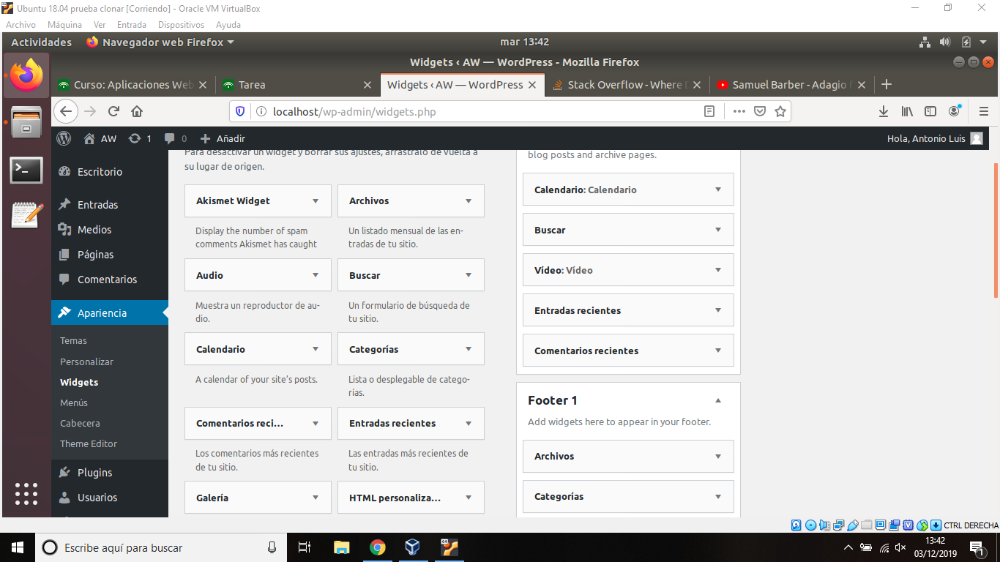 Ubuntu 18.04 prueba clonar [Corriendo] - Oracle VM VirtualBox
Archivo Máquina Ver Entrada Dispositivos Ayuda
Actividades Navegador web Firefox mar 13:42
Widgets ‹ AW — WordPress - Mozilla Firefox
Curso: Aplicaciones Web Tarea Widgets ‹ AW — WordPress Stack Overflow - Where Samuel Barber - Adagio
localhost/wp-admin/widgets.php
AW 1 0 Añadir Hola, Antonio Luis
Escritorio
Entradas
Medios
Páginas
Comentarios
Apariencia
Temas
Personalizar
Widgets
Menús
Cabecera
Theme Editor
Plugins
Usuarios
Para desactivar un widget y borrar sus ajustes, arrástralo de vuelta a
su lugar de origen.
Akismet Widget
Display the number of spam
comments Akismet has caught
Archivos
Un listado mensual de las en-
tradas de tu sitio.
Audio
Muestra un reproductor de au-
dio.
Buscar
Un formulario de búsqueda de
tu sitio.
Calendario
A calendar of your site's posts.
Categorías
Lista o desplegable de catego-
rías.
Comentarios reci...
Los comentarios más recientes
de tu sitio.
Entradas recientes
Las entradas más recientes de
tu sitio.
Galería
HTML personaliza...
blog posts and archive pages.
Calendario: Calendario
Buscar
Vídeo: Vídeo
Entradas recientes
Comentarios recientes
Footer 1
Add widgets here to appear in your footer.
Archivos
Categorías
CTRL DERECHA
Escribe aquí para buscar
64
13:42
03/12/2019
1